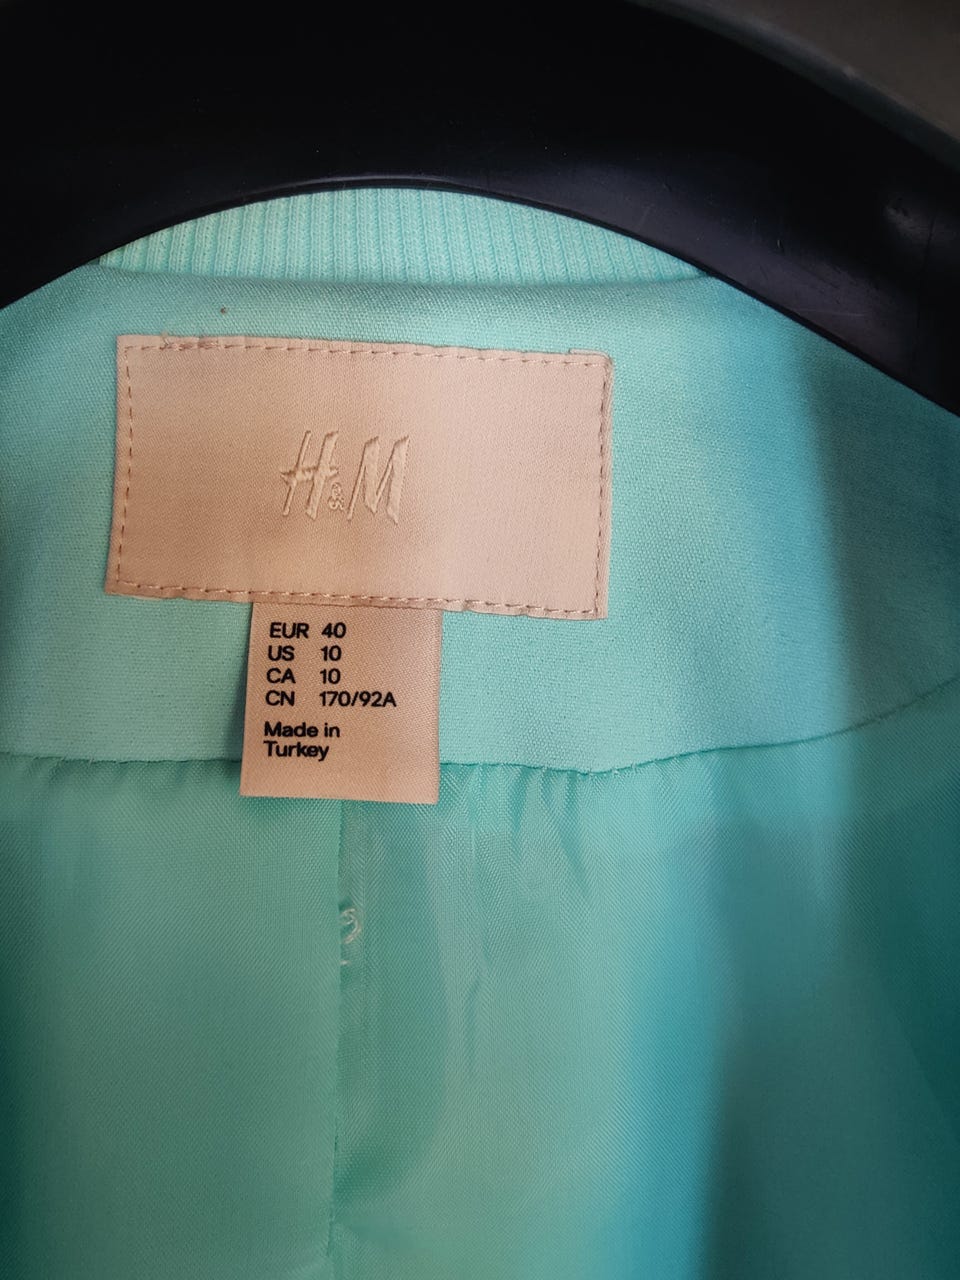 H&M
EUR 40
US 10
CA 10
CN 170/92A
Made in
Turkey